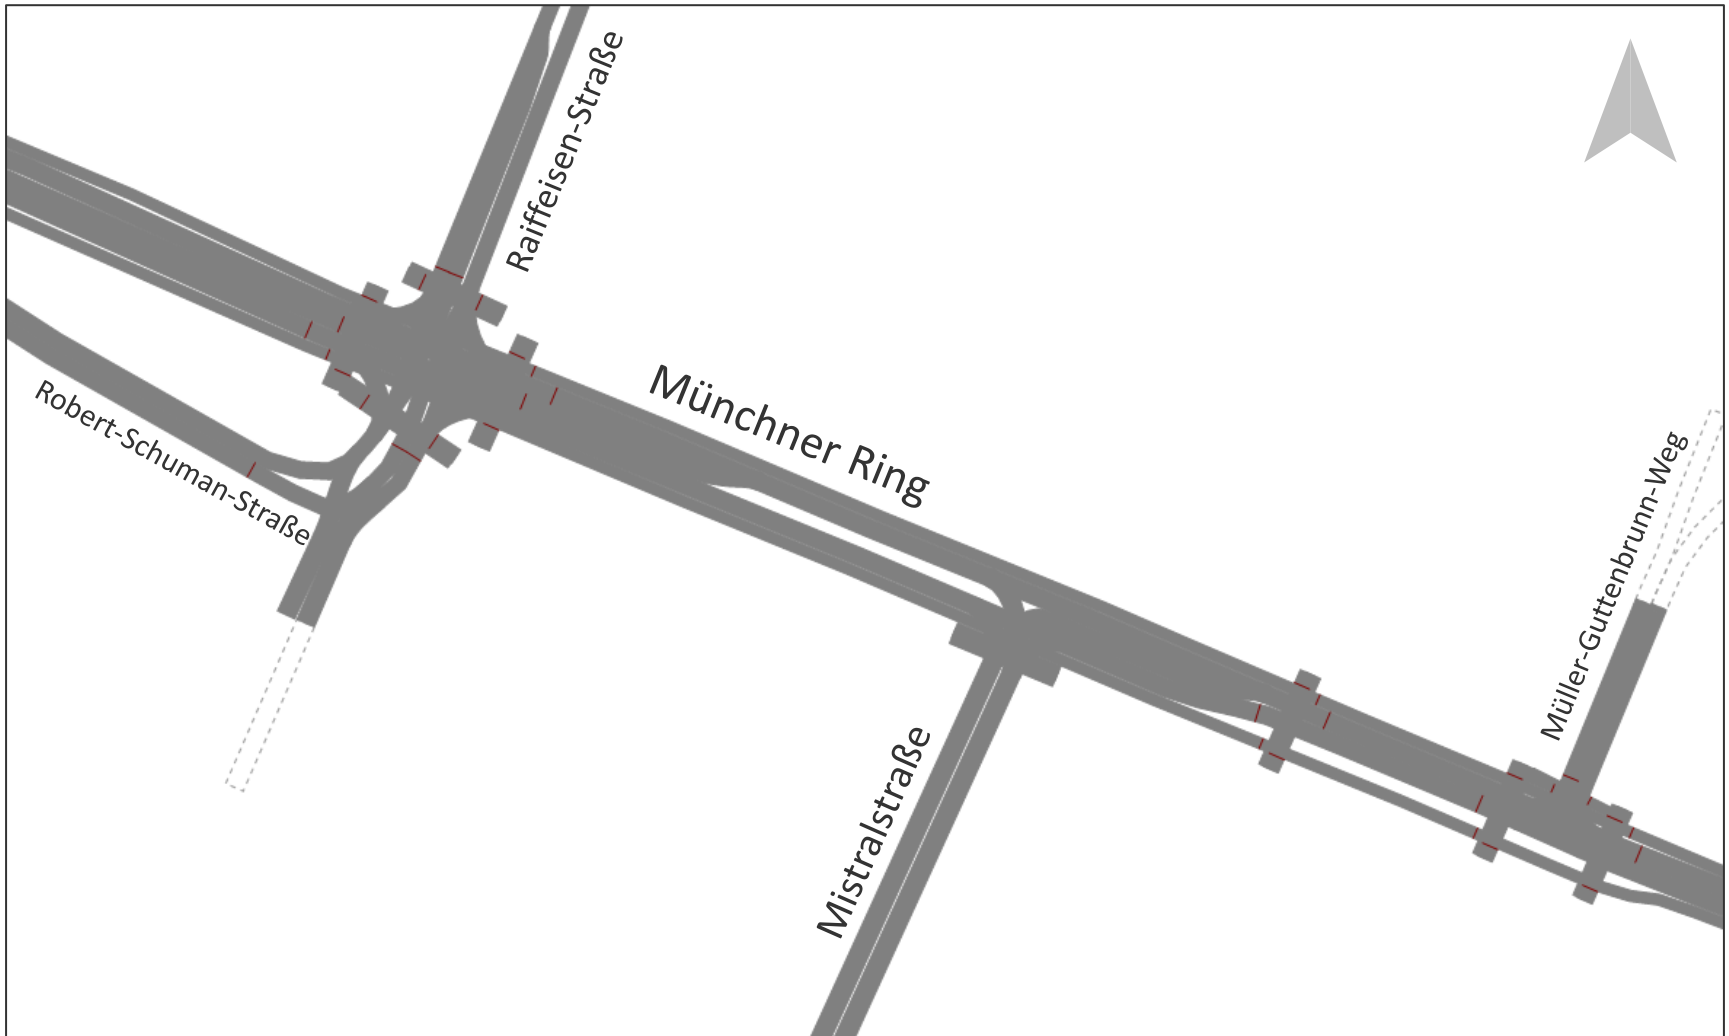 Raiffeisen-Straße
Münchner Ring
Robert-Schuman-Straße
Müller-Guttenbrunn-Weg
Mistralstraße